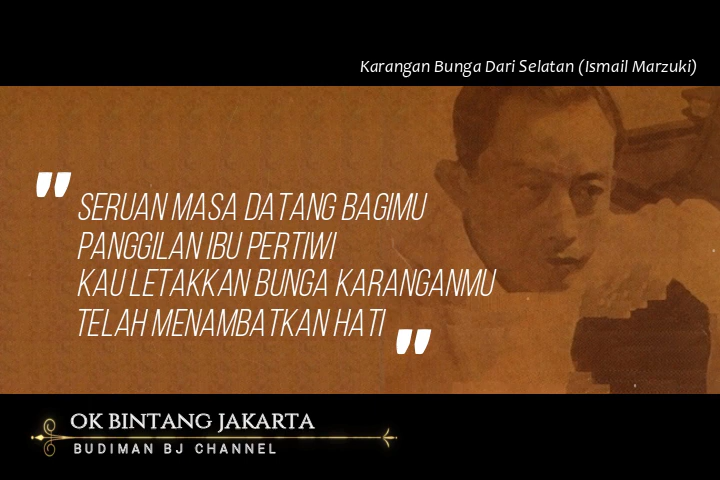 Karangan Bunga Dari Selatan (Ismail Marzuki)
" SERUAN MASA DATANG BAGIMU
PANGGILAN IBU PERTIWI
KAU LETAKKAN BUNGA KARANGANMU
TELAH MENAMBATKAN HATI "
OK BINTANG JAKARTA
BUDIMAN BJ CHANNEL